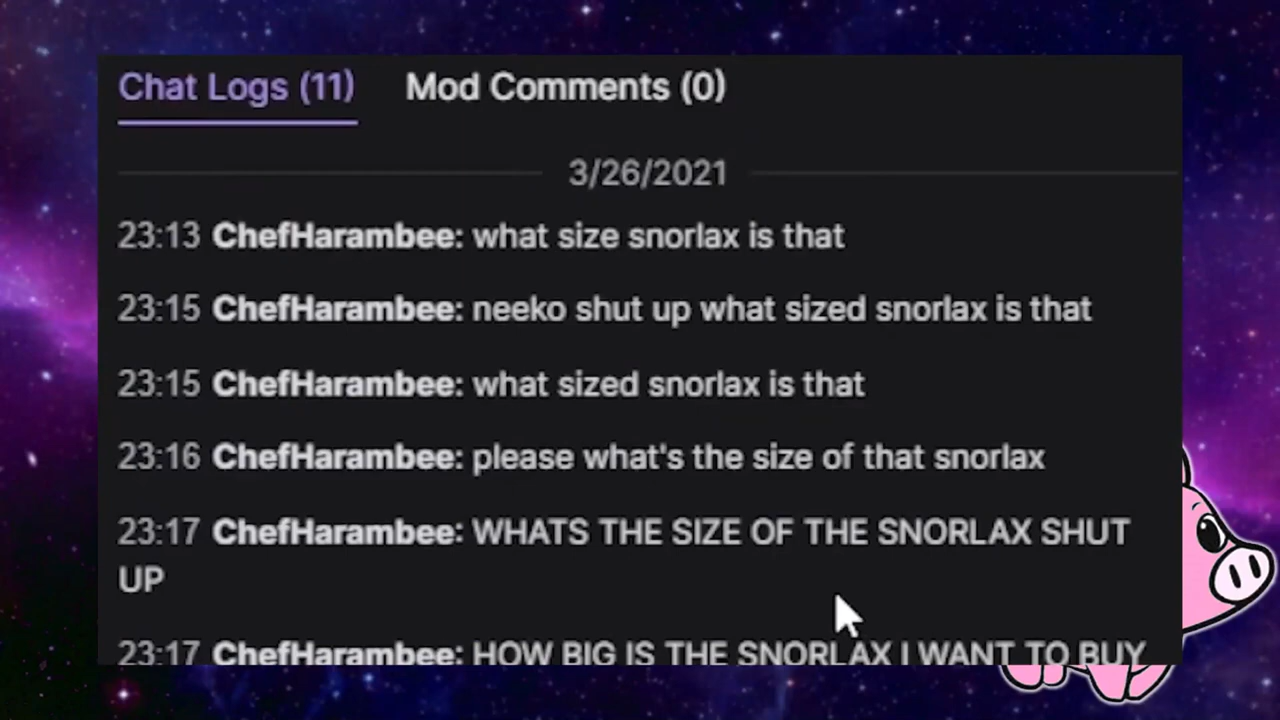 Chat Logs (11) Mod Comments (0)
3/26/2021
23:13 ChefHarambee: what size snorlax is that
23:15 ChefHarambee: neeko shut up what sized snorlax is that
23:15 ChefHarambee: what sized snorlax is that
23:16 ChefHarambee: please what's the size of that snorlax
23:17 ChefHarambee: WHATS THE SIZE OF THE SNORLAX SHUT
UP
23:17 ChefHarambee: HOW BIG IS THE SNORLAX I WANT TO BUY